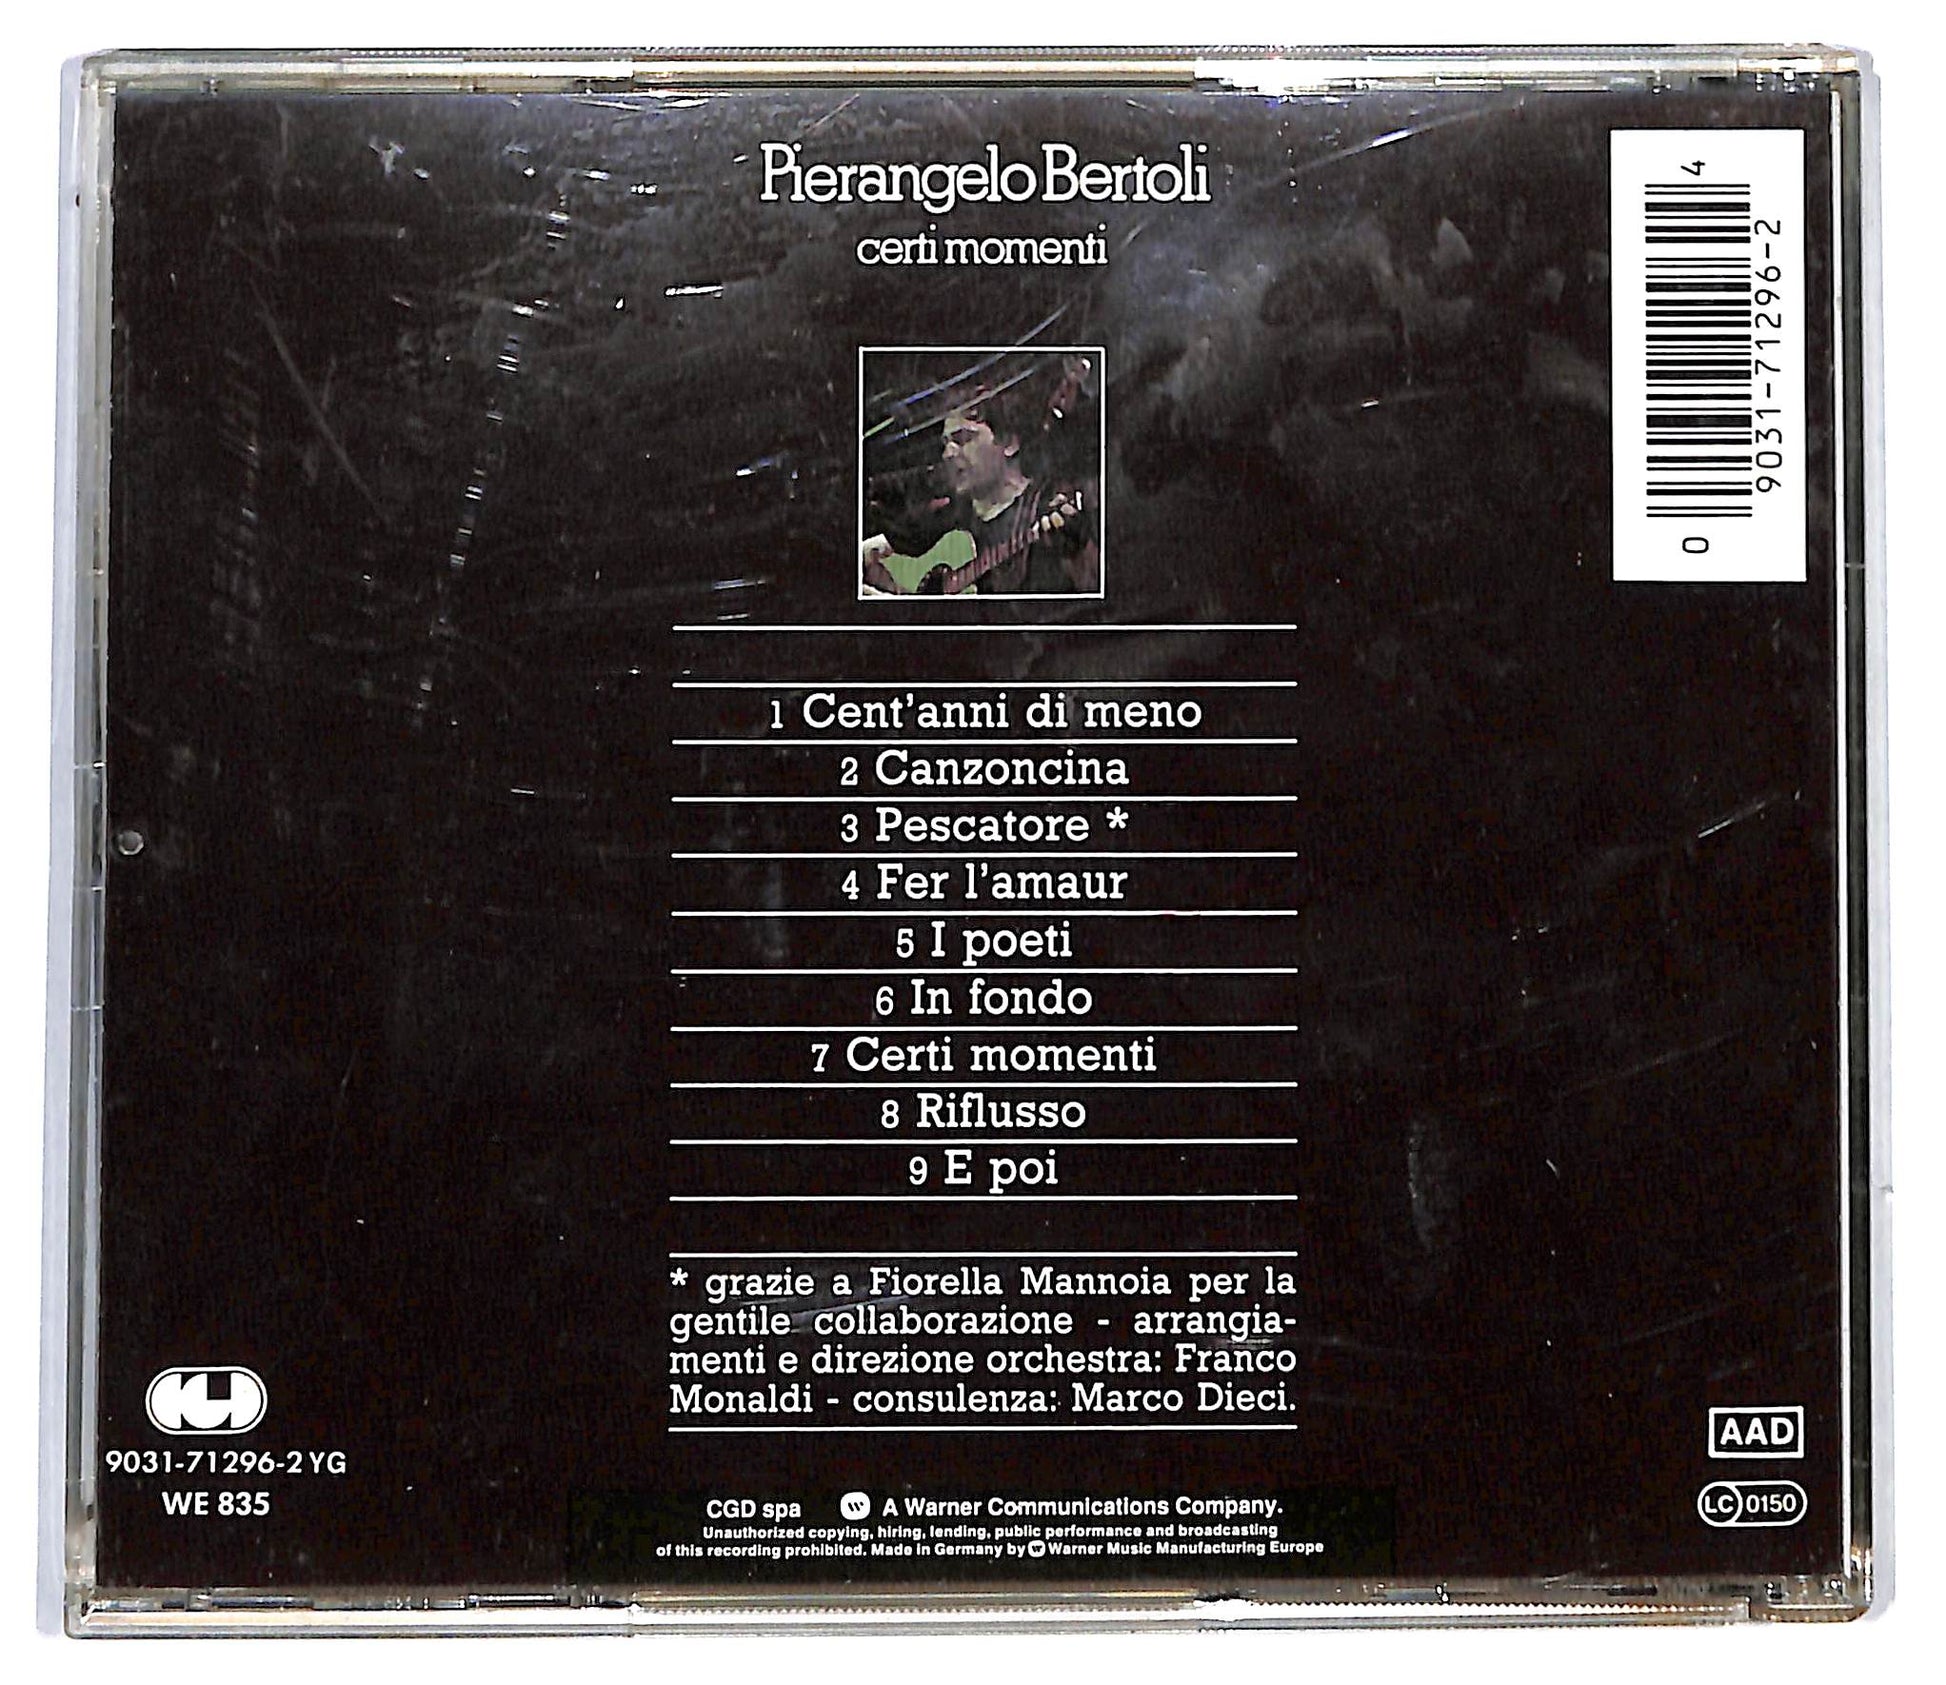 Pierangelo Bertoli
certi momenti
4
9031-71296-2
0
1 Cent'anni di meno
2 Canzoncina
3 Pescatore *
4 Fer l'amaur
5 I poeti
6 In fondo
7 Certi momenti
8 Riflusso
9 E poi
* grazie a Fiorella Mannoia per la
gentile collaborazione - arrangia-
menti e direzione orchestra: Franco
Monaldi - consulenza: Marco Dieci.
9031-71296-2 YG
WE 835
AAD
LC 0150
CGD spa A Warner Communications Company.
Unauthorized copying, hiring, lending, public performance and broadcasting
of this recording prohibited. Made in Germany by Warner Music Manufacturing Europe